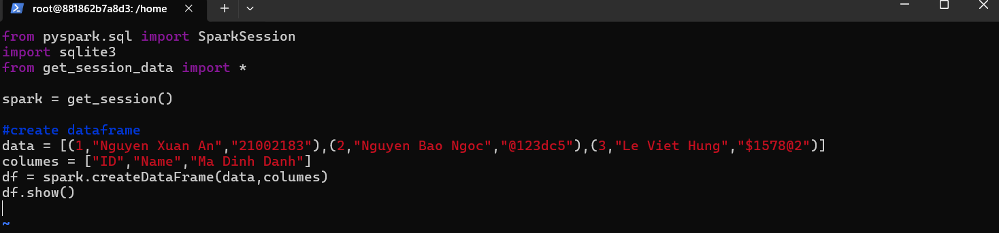 root@881862b7a8d3: /home
from pyspark.sql import SparkSession
import sqlite3
from get_session_data import *
spark = get_session()
#create dataframe
data = [(1,"Nguyen Xuan An","21002183"),(2,"Nguyen Bao Ngoc","@123dc5"),(3,"Le Viet Hung","$1578@2")]
columes = ["ID","Name","Ma Dinh Danh"]
df = spark.createDataFrame(data,columes)
df.show()
~